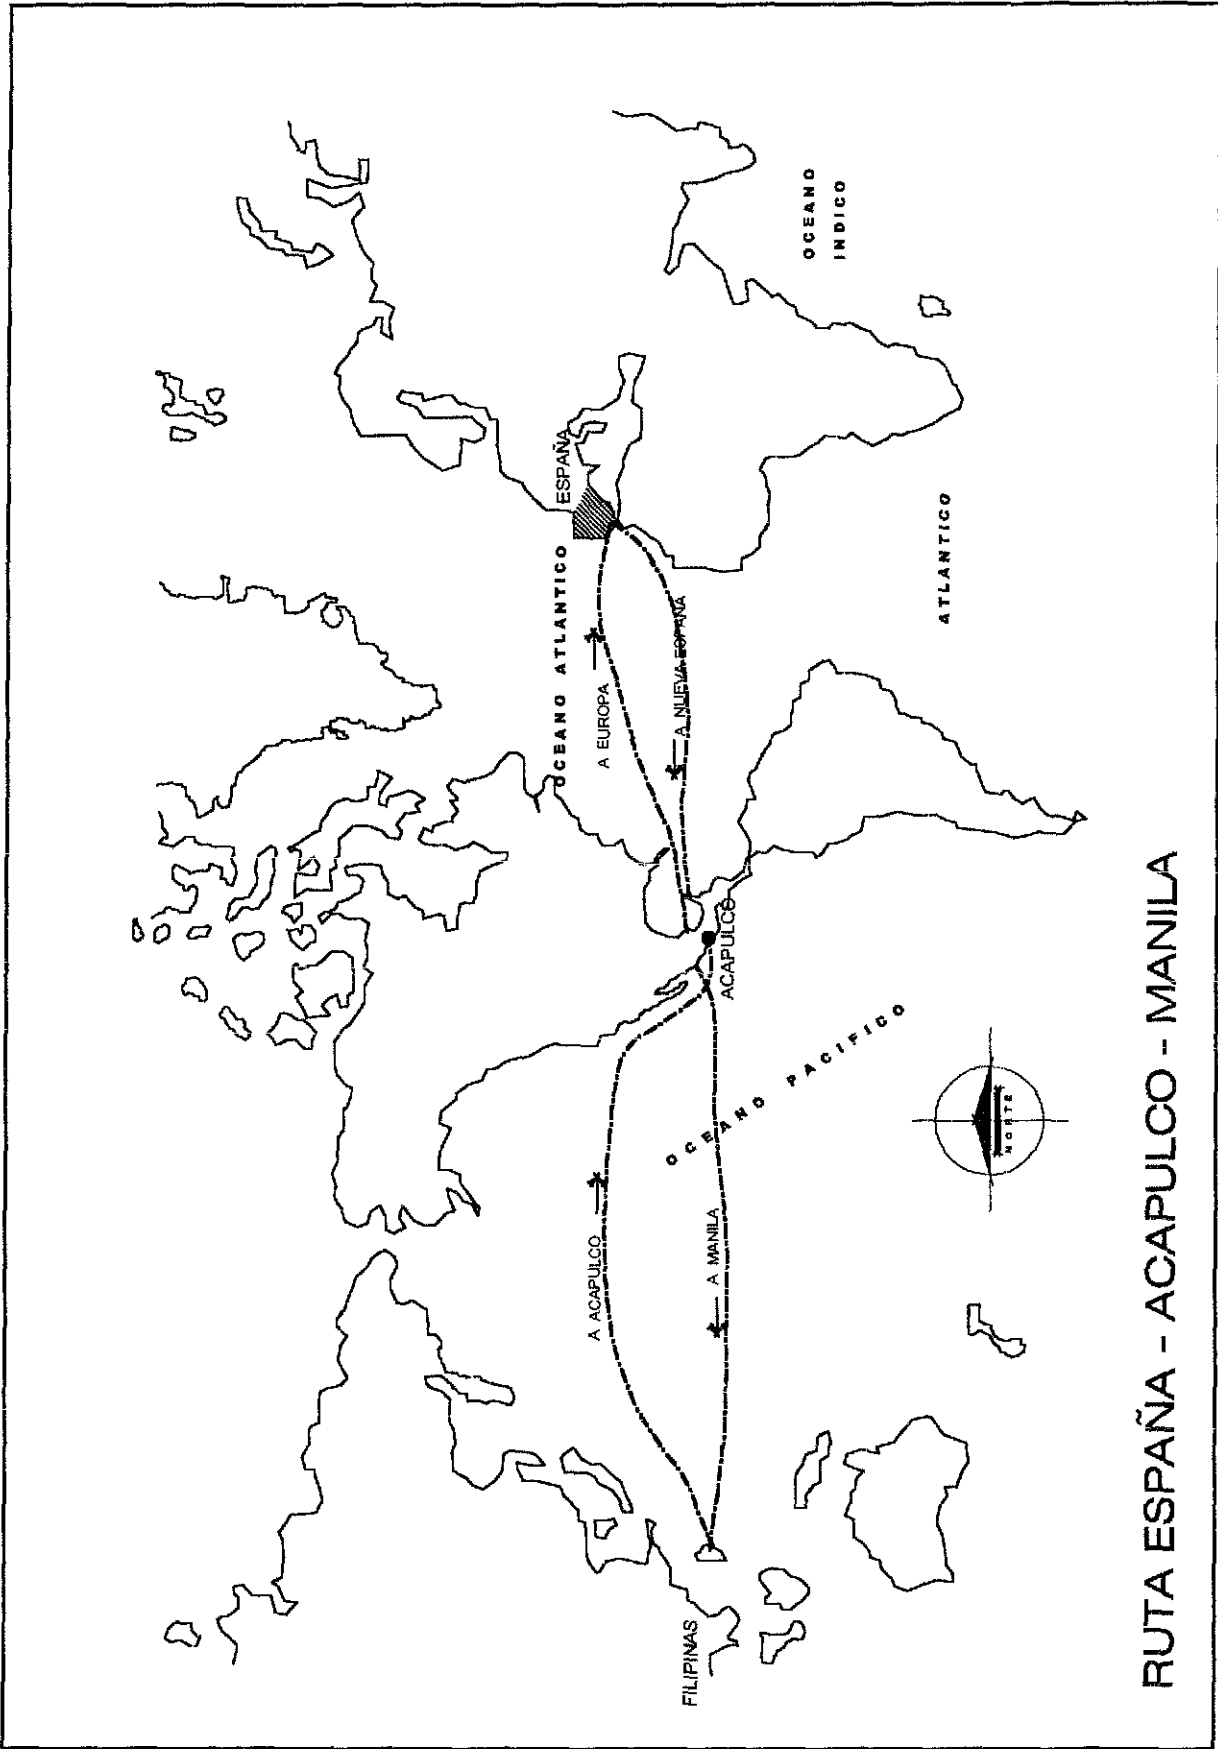 OCEANO ATLANTICO
ESPAÑA
A EUROPA
A NUEVA ESPAÑA
OCEANO
INDICO
ATLANTICO
ACAPULCO
A ACAPULCO
OCEANO PACIFICO
A MANILA
FILIPINAS
NORTE
RUTA ESPAÑA - ACAPULCO - MANILA